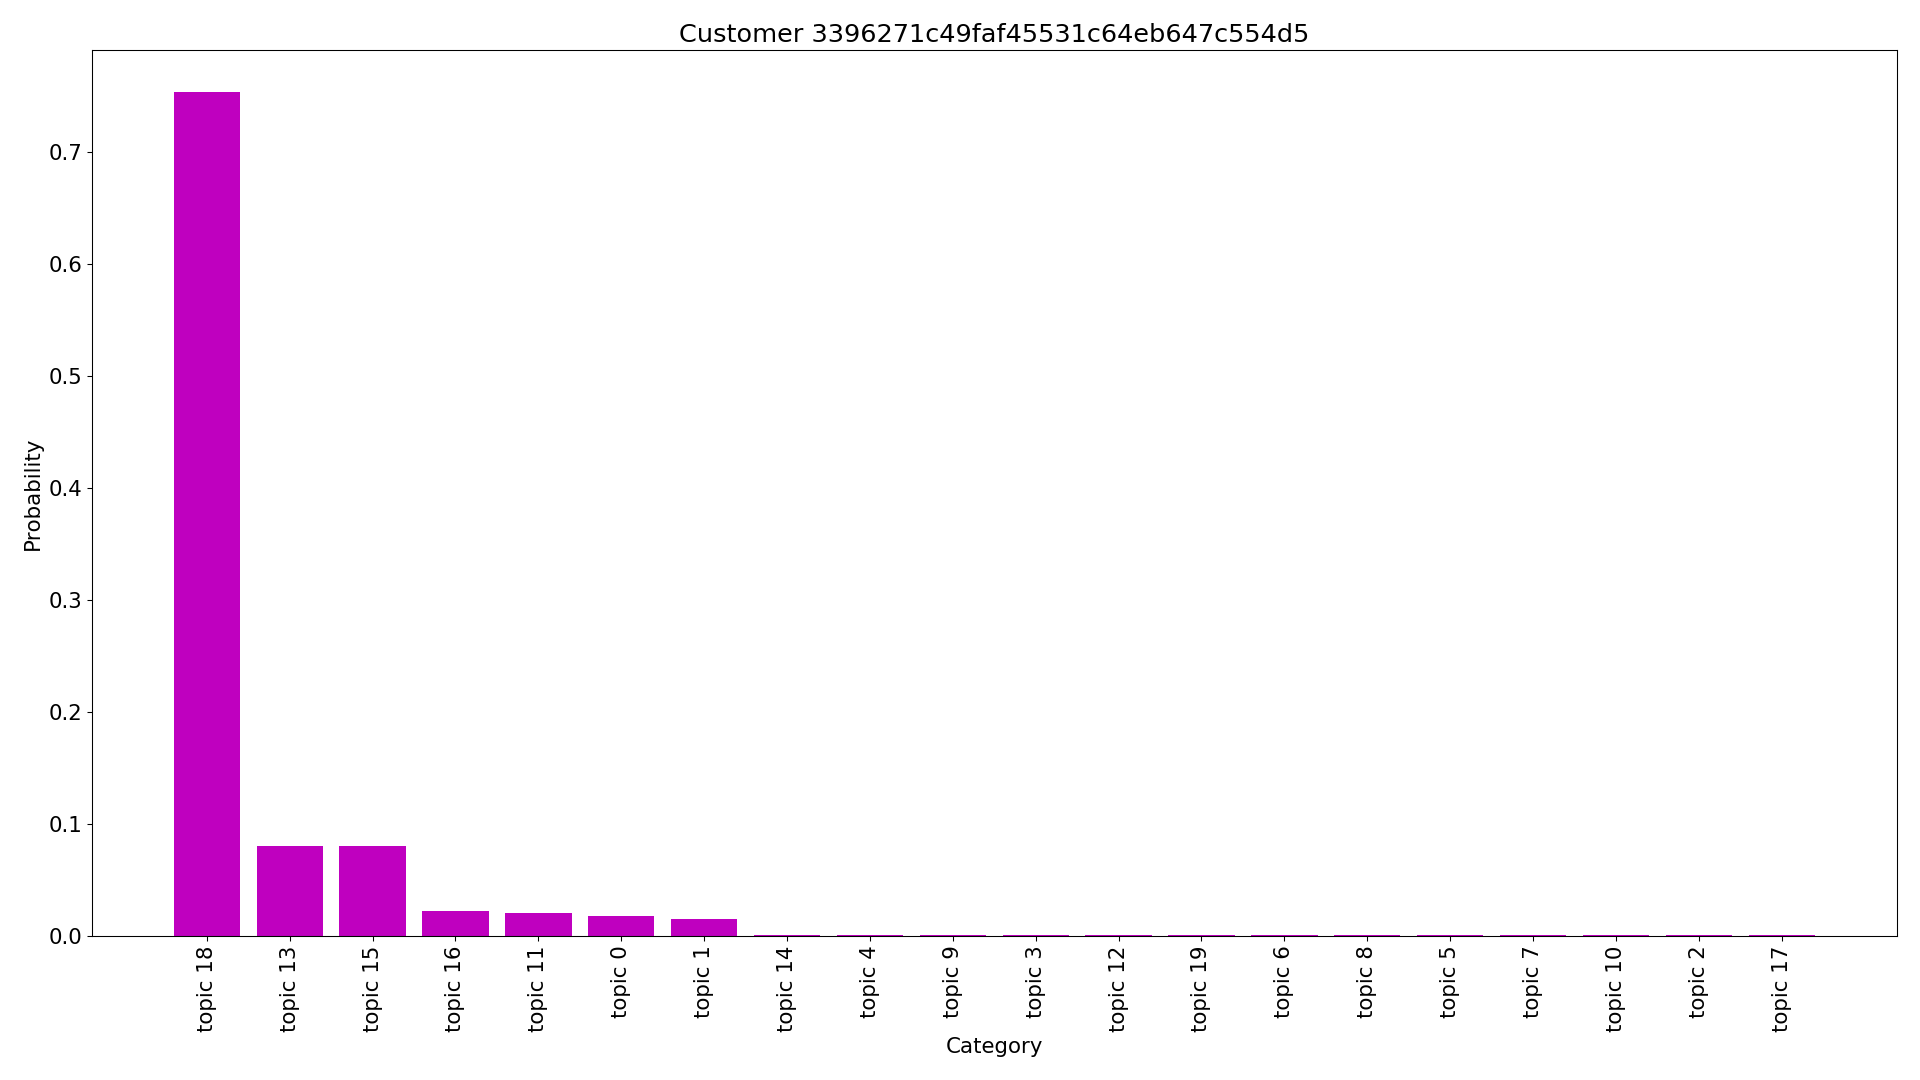 Customer 3396271c49faf45531c64eb647c554d5
Probability
0.7
0.6
0.5
0.4
0.3
0.2
0.1
0.0
topic 18
topic 13
topic 15
topic 16
topic 11
topic 0
topic 1
topic 14
topic 4
topic 9
topic 3
topic 12
topic 19
topic 6
topic 8
topic 5
topic 7
topic 10
topic 2
topic 17
Category